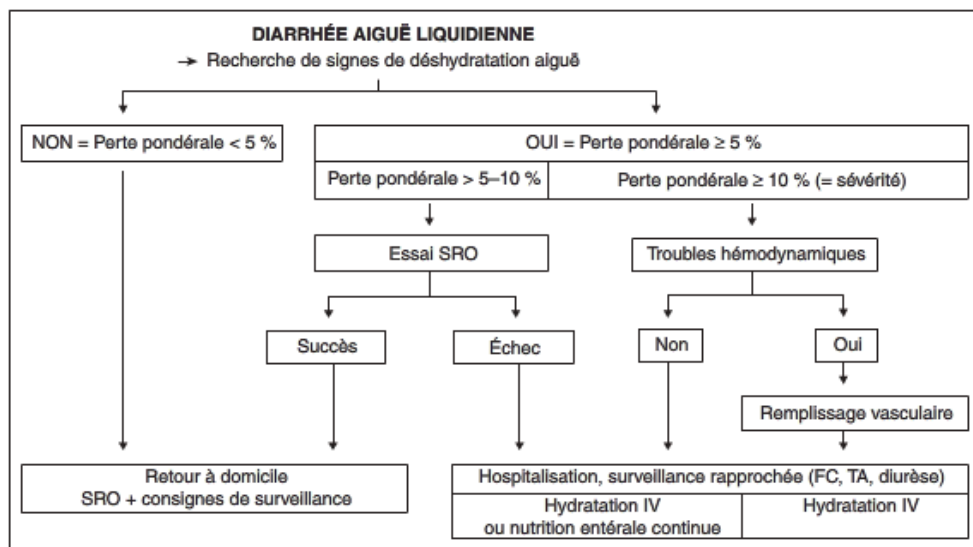 DIARRHÉE AIGUË LIQUIDIENNE
→ Recherche de signes de déshydratation aiguë
NON = Perte pondérale < 5 %
OUI = Perte pondérale ≥ 5 %
Perte pondérale > 5–10 %
Perte pondérale ≥ 10 % (= sévérité)
Essai SRO
Troubles hémodynamiques
Succès
Échec
Non
Oui
Remplissage vasculaire
Retour à domicile
SRO + consignes de surveillance
Hospitalisation, surveillance rapprochée (FC, TA, diurèse)
Hydratation IV
ou nutrition entérale continue
Hydratation IV